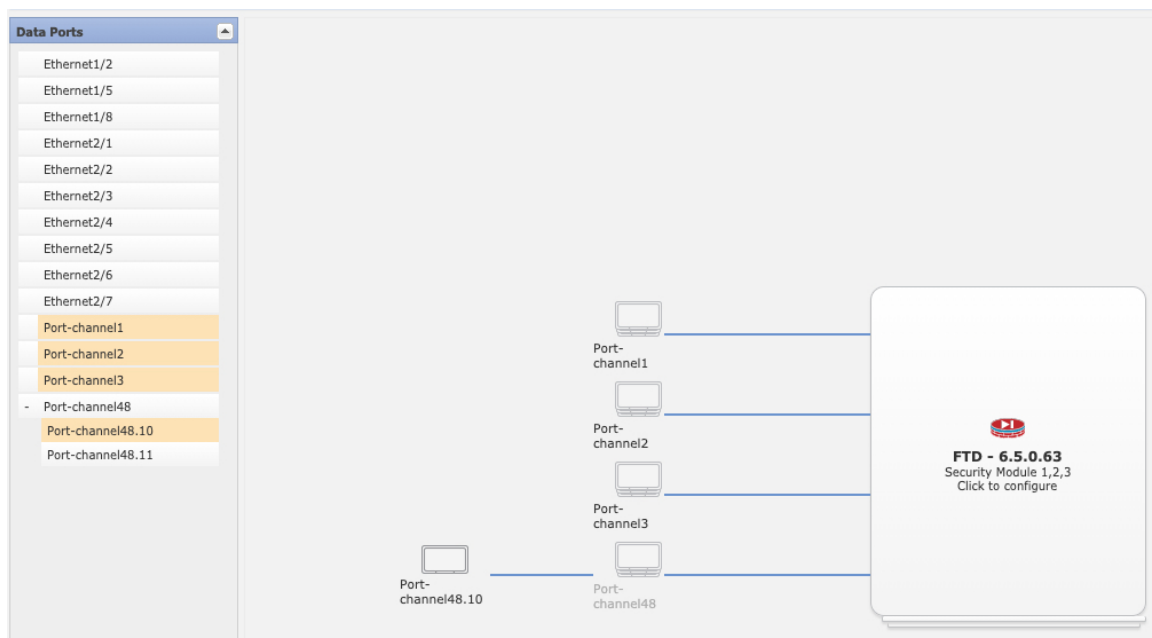 Data Ports
Ethernet1/2
Ethernet1/5
Ethernet1/8
Ethernet2/1
Ethernet2/2
Ethernet2/3
Ethernet2/4
Ethernet2/5
Ethernet2/6
Ethernet2/7
Port-channel1
Port-channel2
Port-channel3
- Port-channel48
Port-channel48.10
Port-channel48.11
Port-
channel1
Port-
channel2
Port-
channel3
Port-
channel48.10
Port-
channel48
FTD - 6.5.0.63
Security Module 1,2,3
Click to configure